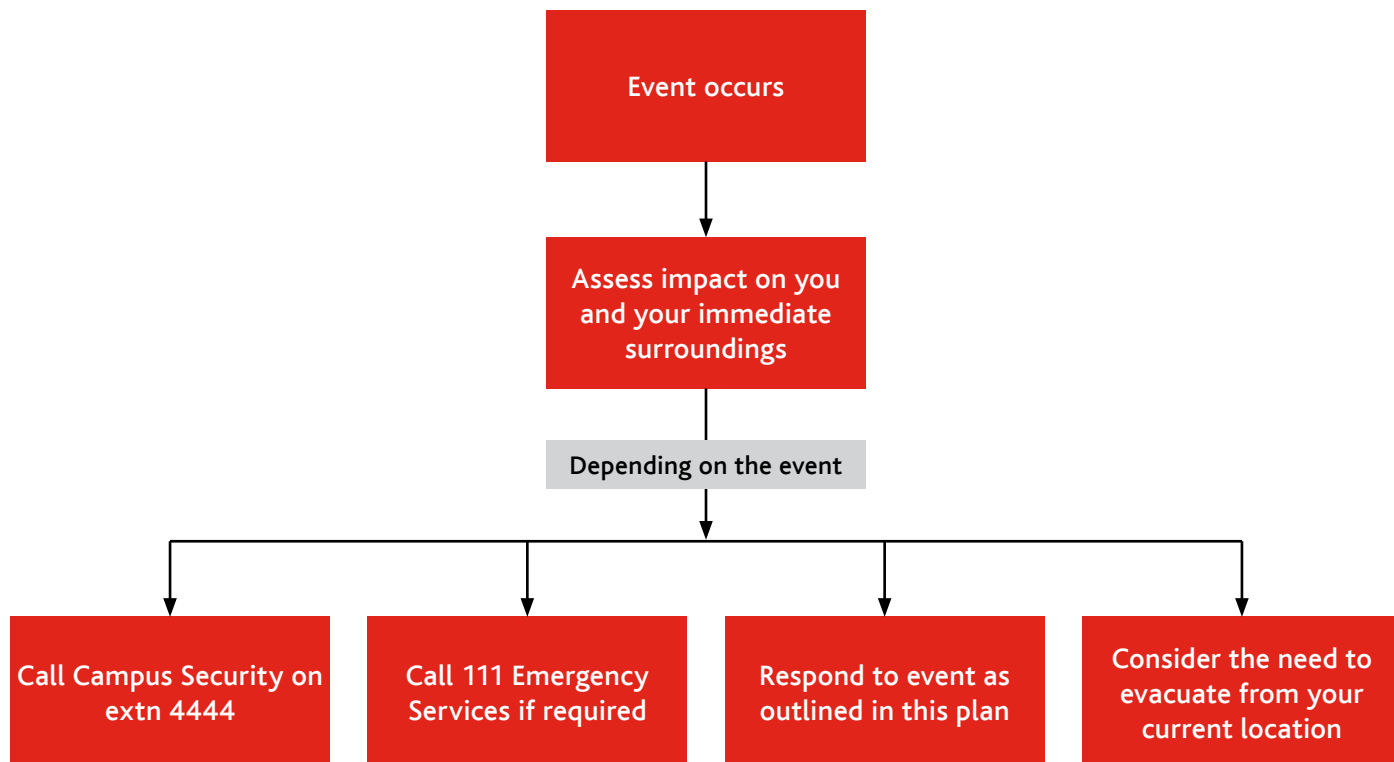 Event occurs
Assess impact on you
and your immediate
surroundings
Depending on the event
Call Campus Security on
extn 4444
Call 111 Emergency
Services if required
Respond to event as
outlined in this plan
Consider the need to
evacuate from your
current location